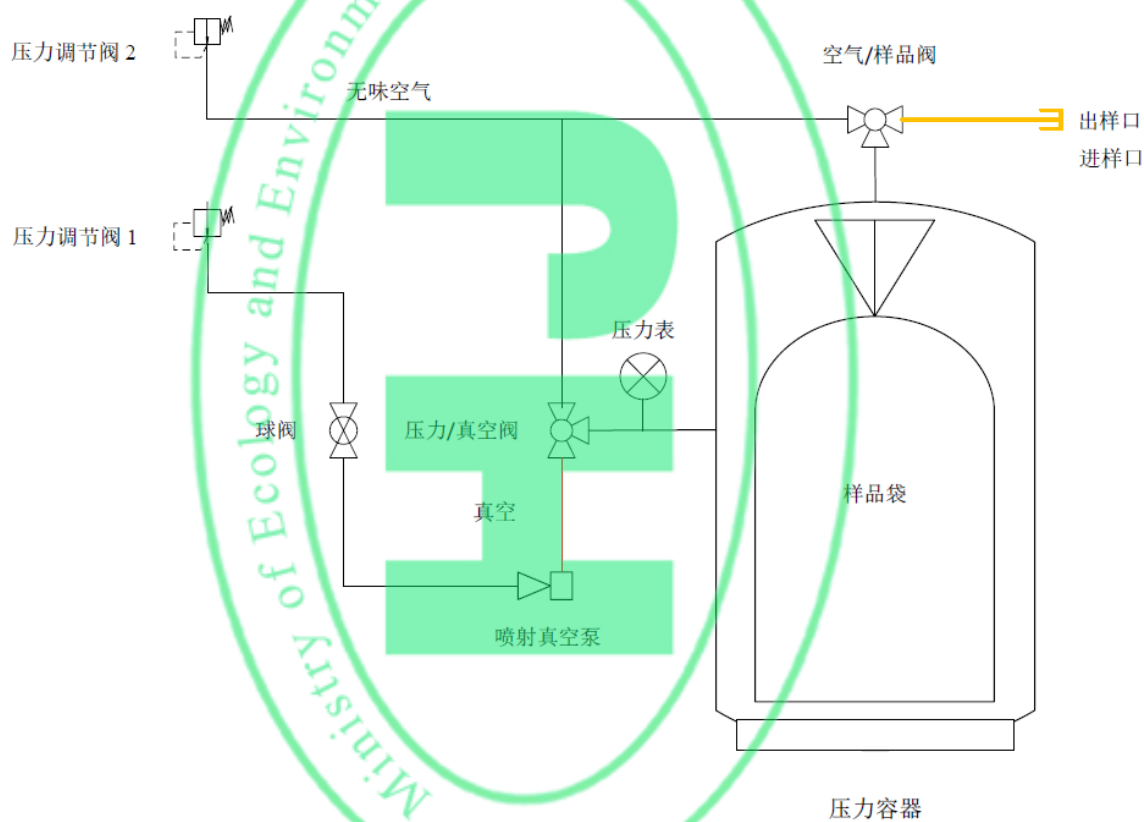 压力调节阀 2
空气/样品阀
无味空气
出样口
进样口
压力调节阀 1
压力表
球阀
压力/真空阀
样品袋
真空
喷射真空泵
压力容器
Ministry of Ecology and Environm